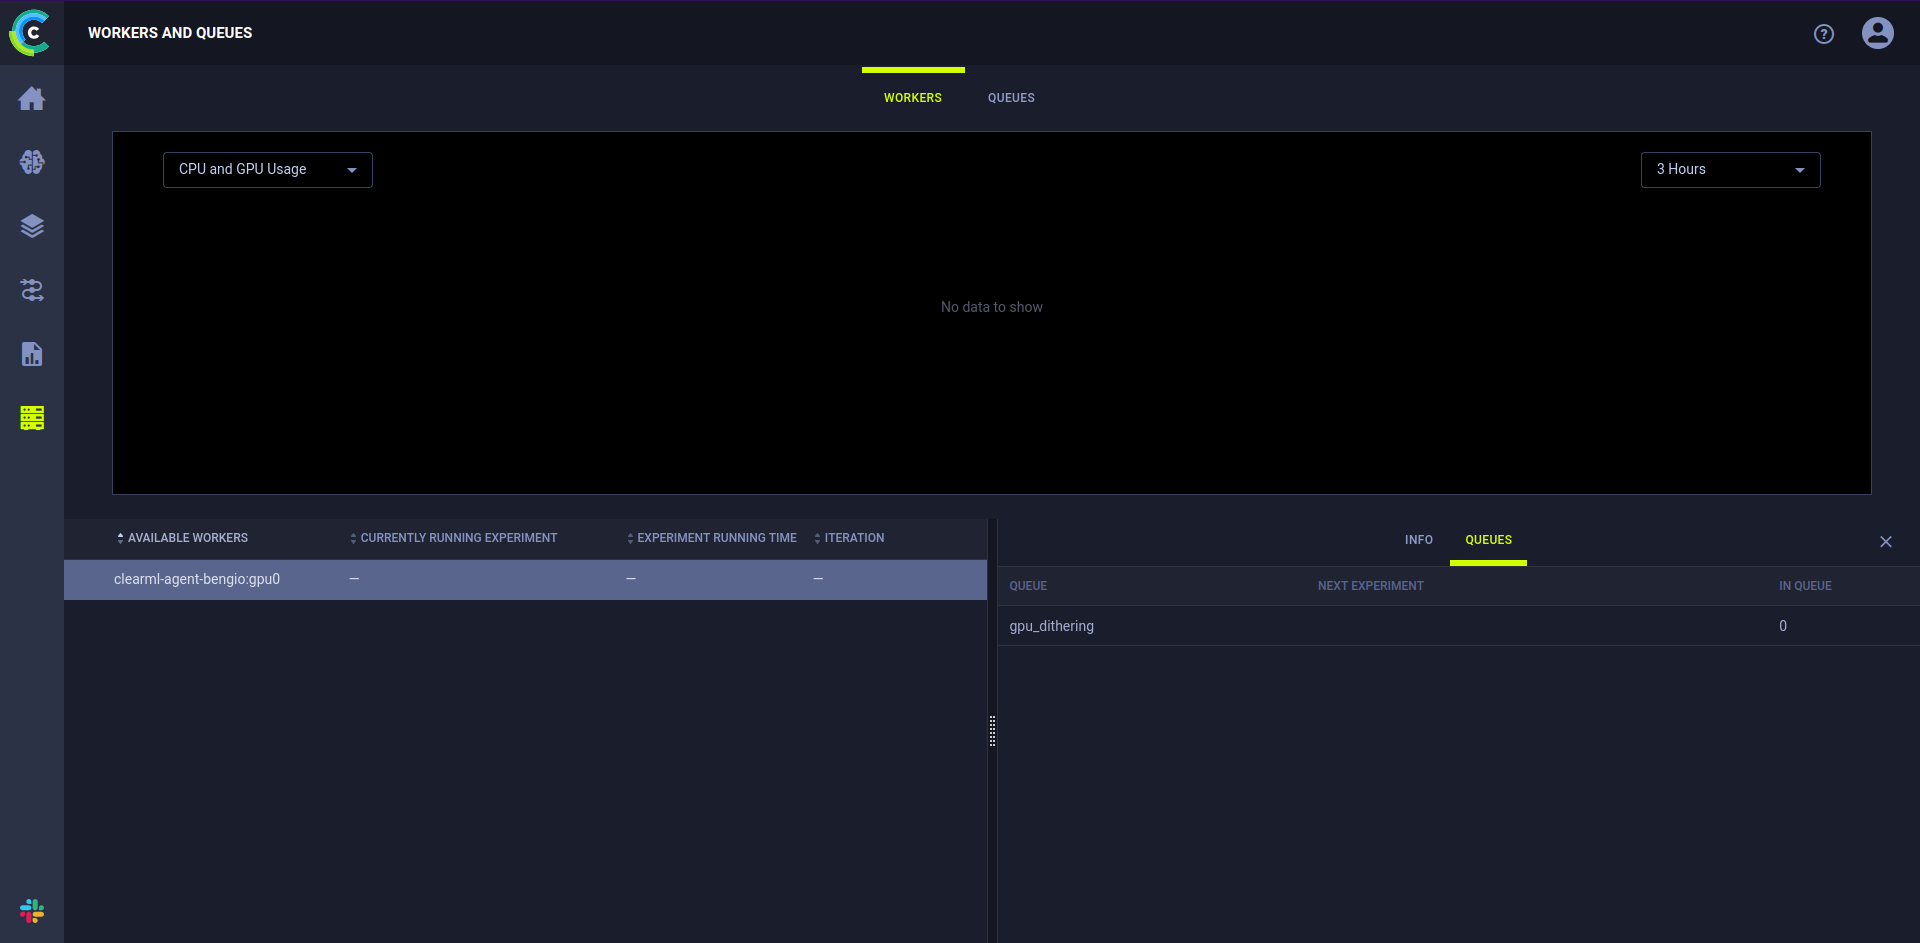 C
WORKERS AND QUEUES
?
WORKERS QUEUES
CPU and GPU Usage
3 Hours
No data to show
AVAILABLE WORKERS CURRENTLY RUNNING EXPERIMENT EXPERIMENT RUNNING TIME ITERATION
clearml-agent-bengio:gpu0 — — —
INFO QUEUES
QUEUE NEXT EXPERIMENT IN QUEUE
gpu_dithering 0